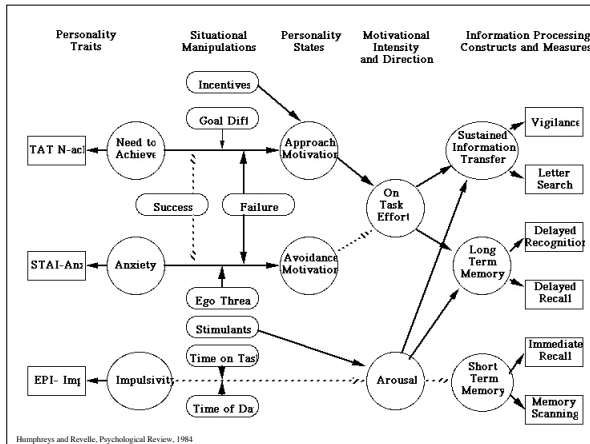 Personality
Traits
Situational
Manipulations
Personality
States
Motivational
Intensity
and Direction
Information Processing
Constructs and Measures
Incentives
Goal Diff
TAT N-ac
Need to
Achieve
Approach
Motivation
Sustained
Information
Transfer
Vigilance
Letter
Search
Success
Failure
On
Task
Effort
STAI-An
Anxiety
Avoidance
Motivation
Long
Term
Memory
Delayed
Recognition
Delayed
Recall
Ego Threa
Stimulants
Time on Tas
EPI- Imp
Impulsivit
Arousal
Short
Term
Memory
Immediate
Recall
Memory
Scanning
Time of Da
Humphreys and Revelle, Psychological Review, 1984